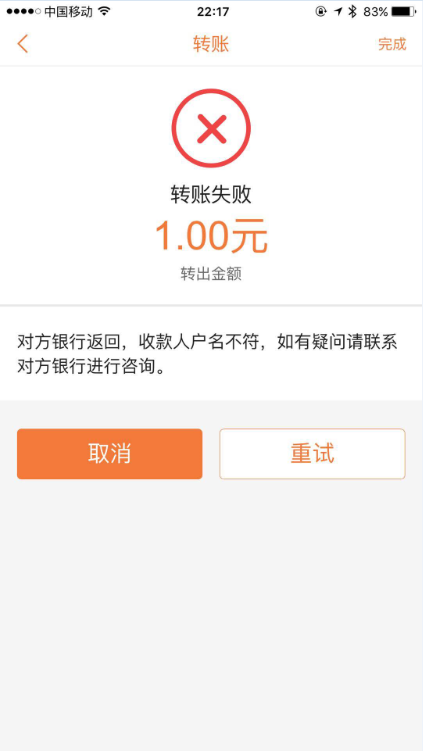 中国移动 22:17 83%
转账 完成
转账失败
1.00元
转出金额
对方银行返回，收款人户名不符，如有疑问请联系
对方银行进行咨询。
取消 重试